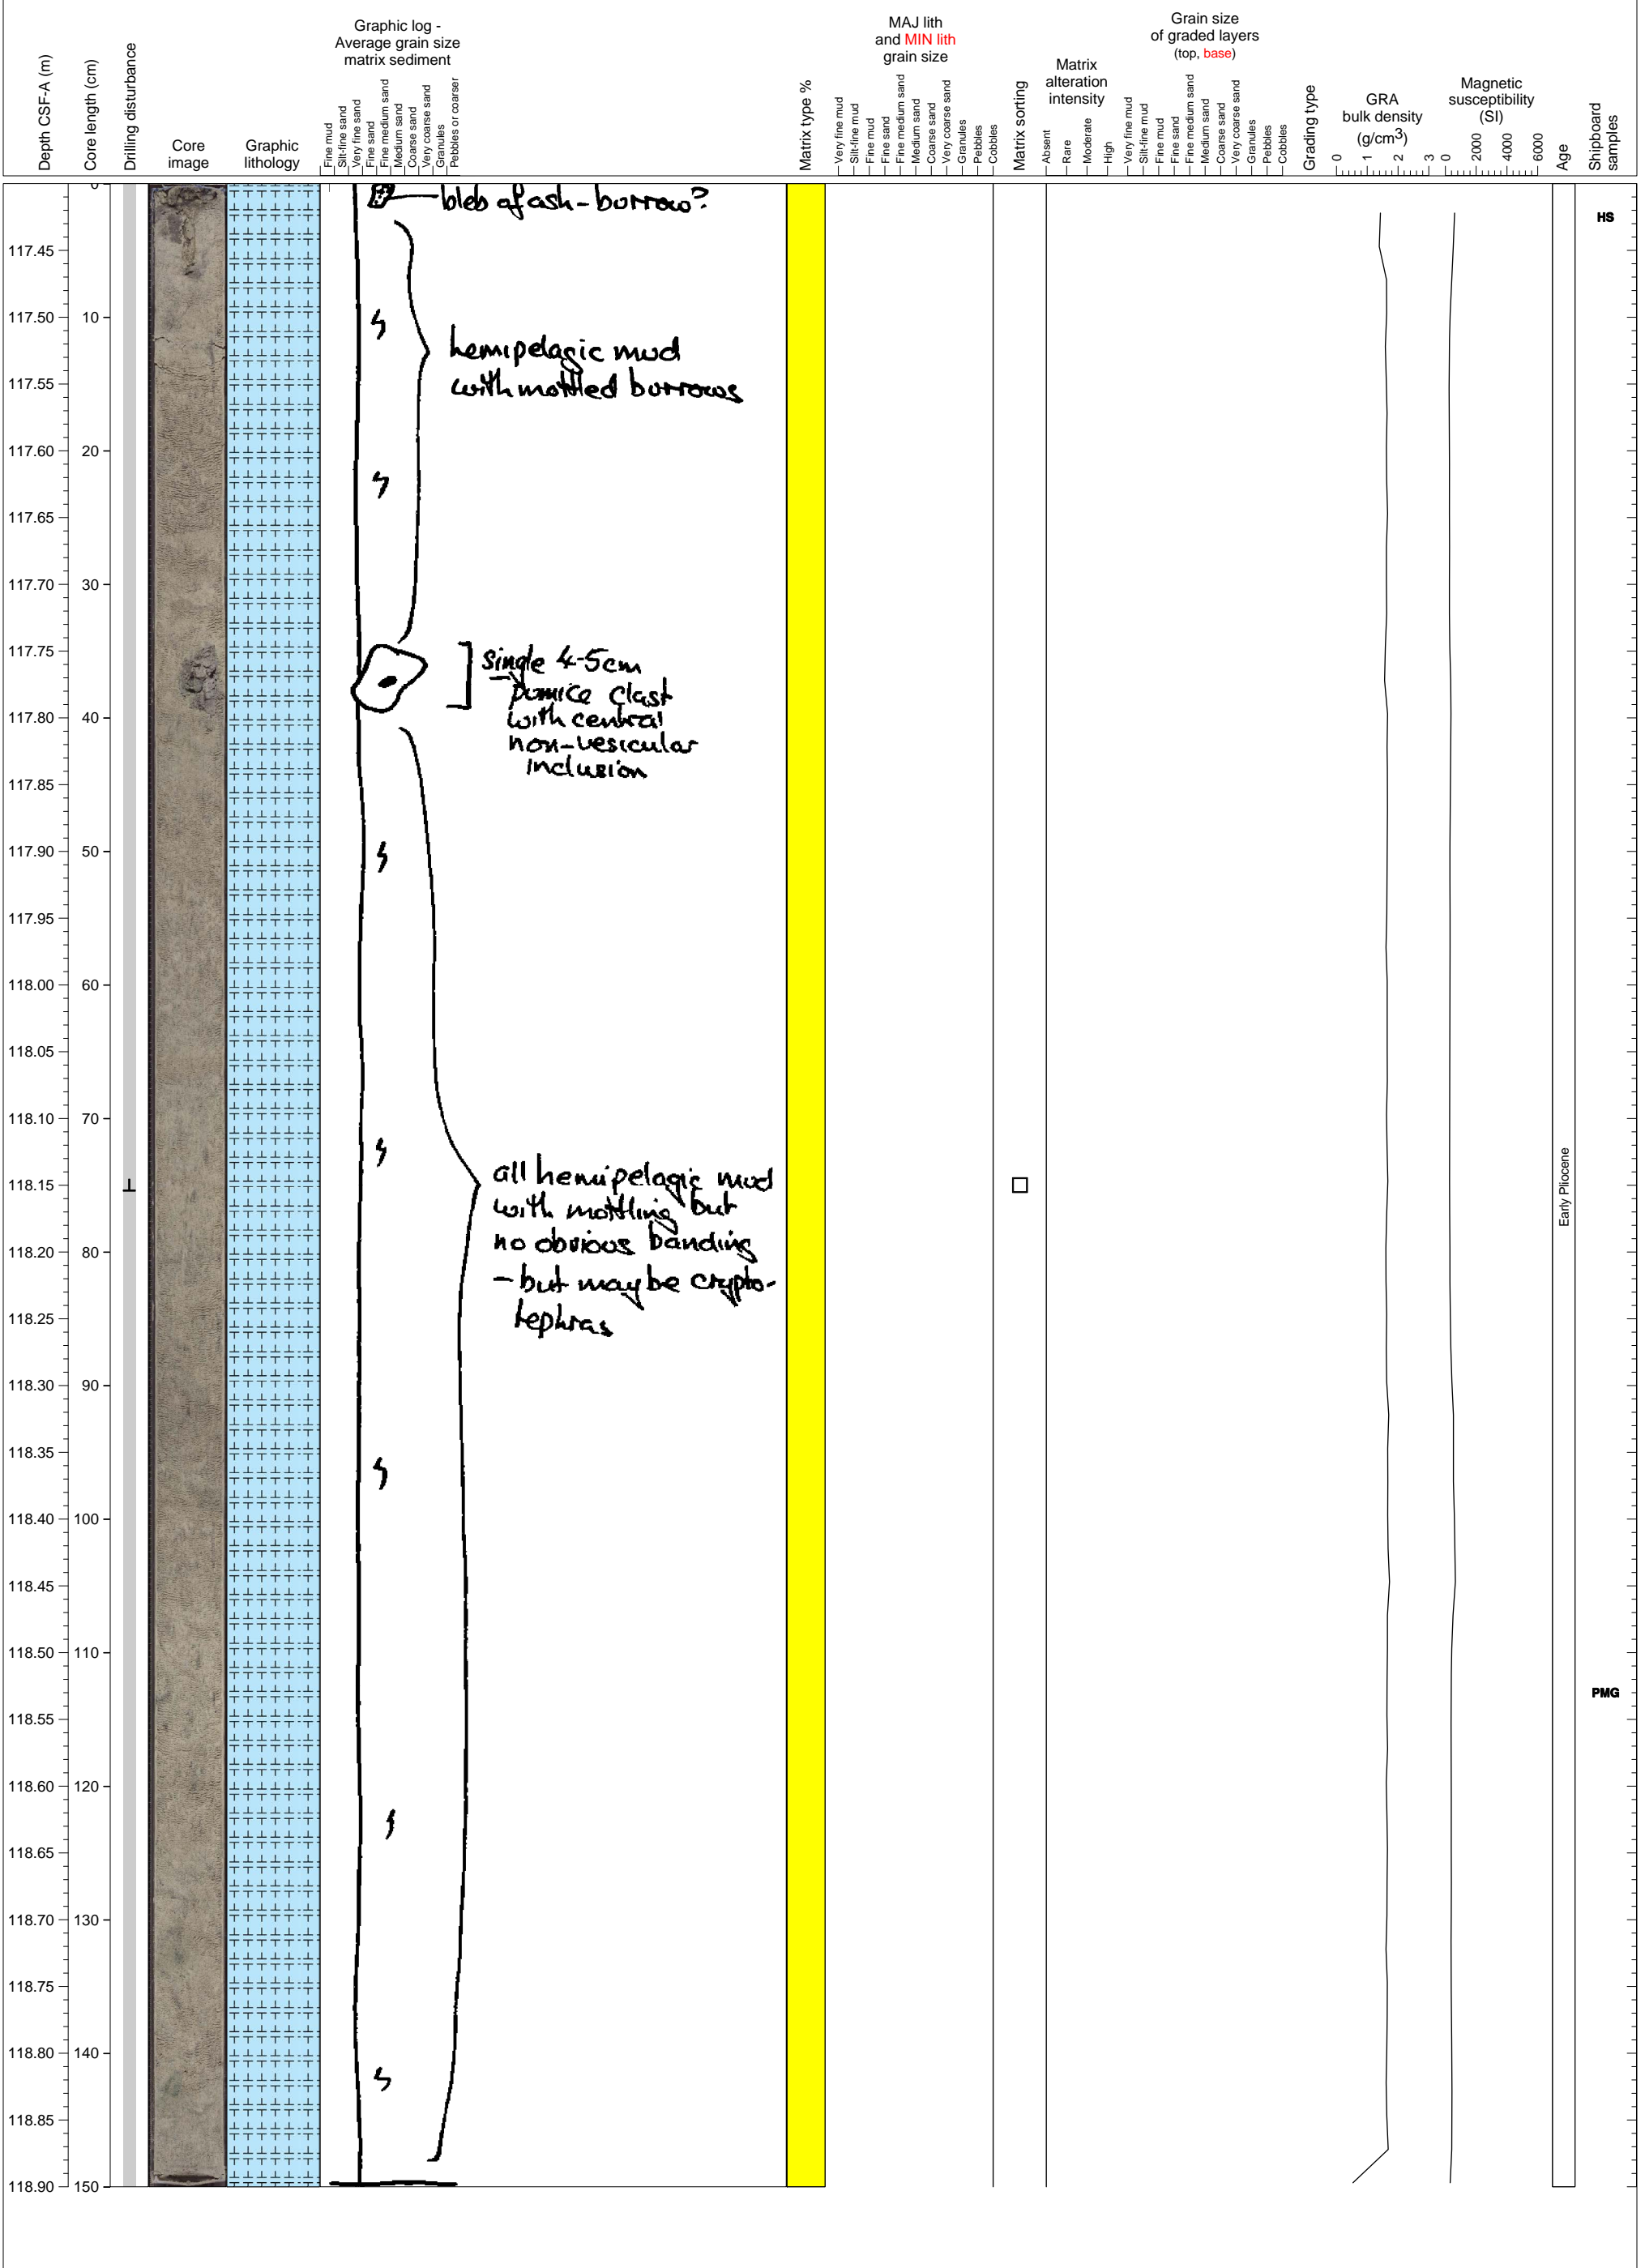 Depth CSF-A (m)
Core length (cm)
Drilling disturbance
Core
image
Graphic
lithology
Graphic log -
Average grain size
matrix sediment
Fine mud
Silt-fine sand
Very fine sand
Fine sand
Fine medium sand
Medium sand
Coarse sand
Very coarse sand
Granules
Pebbles or coarser
Matrix type %
MAJ lith
and MIN lith
grain size
Very fine mud
Silt-fine mud
Fine mud
Fine sand
Fine medium sand
Medium sand
Coarse sand
Very coarse sand
Granules
Pebbles
Cobbles
Matrix sorting
Matrix
alteration
intensity
Absent
Rare
Moderate
High
Grain size
of graded layers
(top, base)
Very fine mud
Silt-fine mud
Fine mud
Fine sand
Fine medium sand
Medium sand
Coarse sand
Very coarse sand
Granules
Pebbles
Cobbles
Grading type
GRA
bulk density
(g/cm3)
0 1 2 3
Magnetic
susceptibility
(SI)
0 2000 4000 6000
Age
Shipboard
samples
0
bleb of ash - burrow?
HS
117.45
117.50 10
hemipelagic mud
with mottled burrows
117.55
117.60 20
117.65
117.70 30
117.75
single 4-5cm
pumice clast
with central
non-vesicular
inclusion
117.80 40
117.85
117.90 50
117.95
118.00 60
118.05
118.10 70
118.15
all hemipelagic mud
with mottling but
no obvious banding
- but maybe crypto-
tephras
Early Pliocene
118.20 80
118.25
118.30 90
118.35
118.40 100
118.45
118.50 110
PMG
118.55
118.60 120
118.65
118.70 130
118.75
118.80 140
118.85
118.90 150